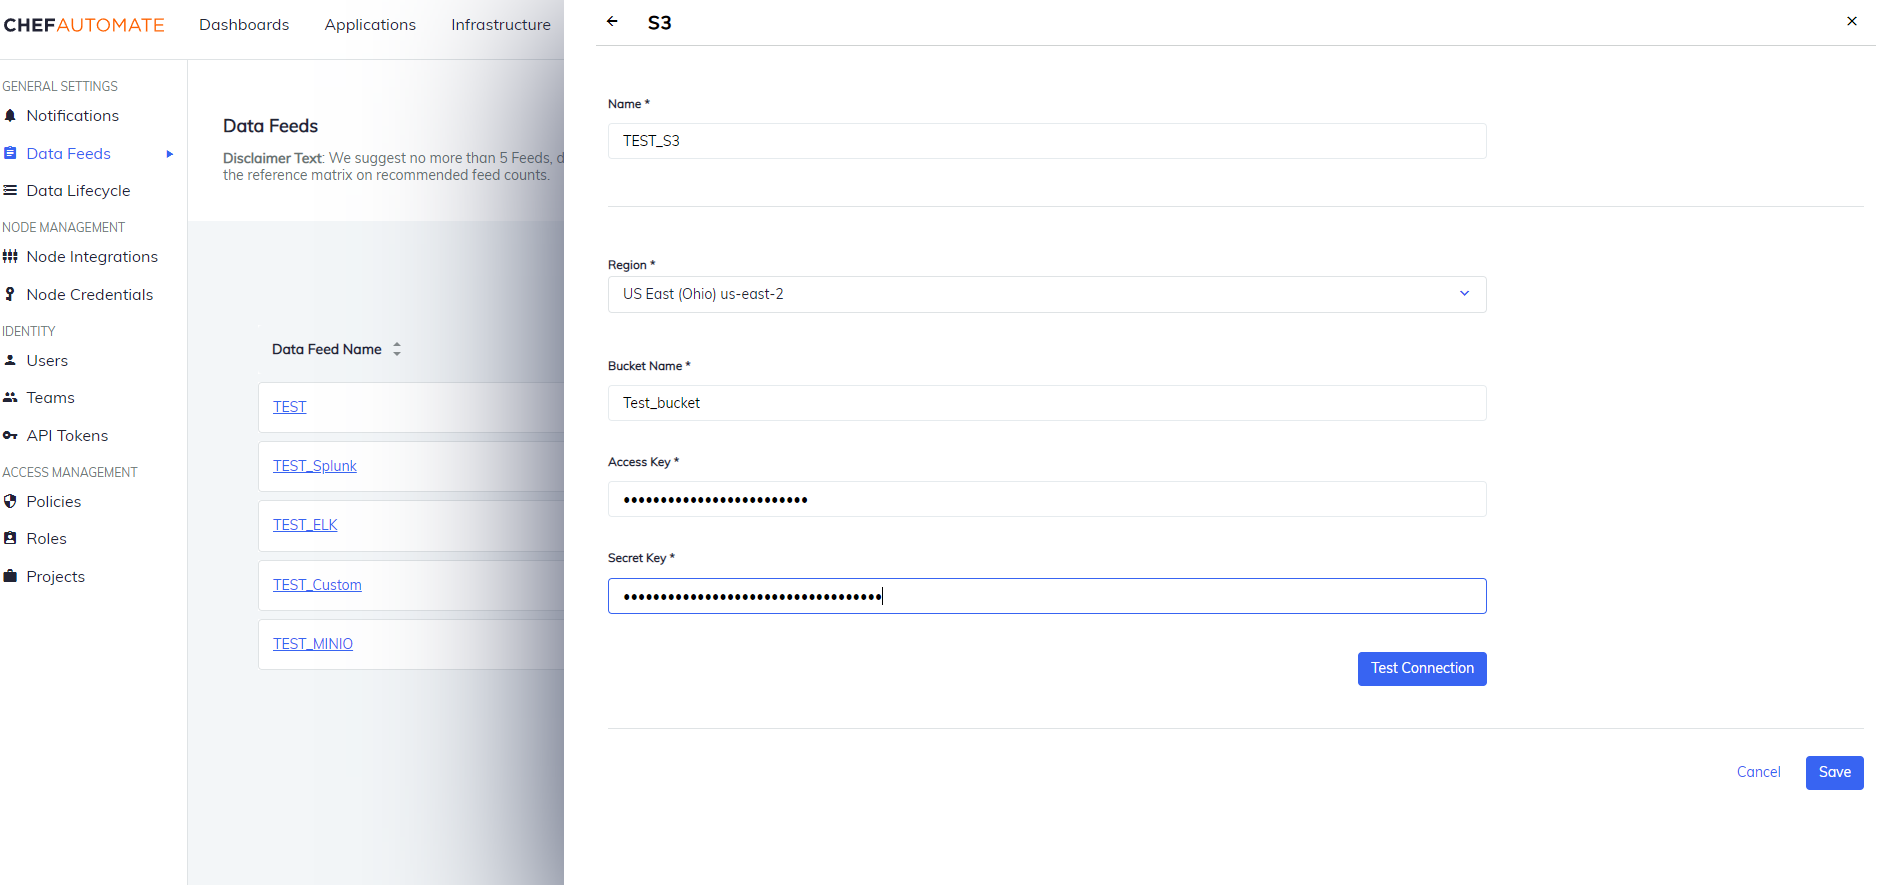 CHEFAUTOMATE
Dashboards
Applications
Infrastructure
GENERAL SETTINGS
Notifications
Data Feeds
Data Lifecycle
NODE MANAGEMENT
Node Integrations
Node Credentials
IDENTITY
Users
Teams
API Tokens
ACCESS MANAGEMENT
Policies
Roles
Projects
Data Feeds
Disclaimer Text: We suggest no more than 5 Feeds, d
the reference matrix on recommended feed counts.
Data Feed Name
TEST
TEST_Splunk
TEST_ELK
TEST_Custom
TEST_MINIO
S3
Name *
TEST_S3
Region *
US East (Ohio) us-east-2
Bucket Name *
Test_bucket
Access Key *
•••••••••••••••••••••••••
Secret Key *
•••••••••••••••••••••••••••••••••••
Test Connection
Cancel
Save